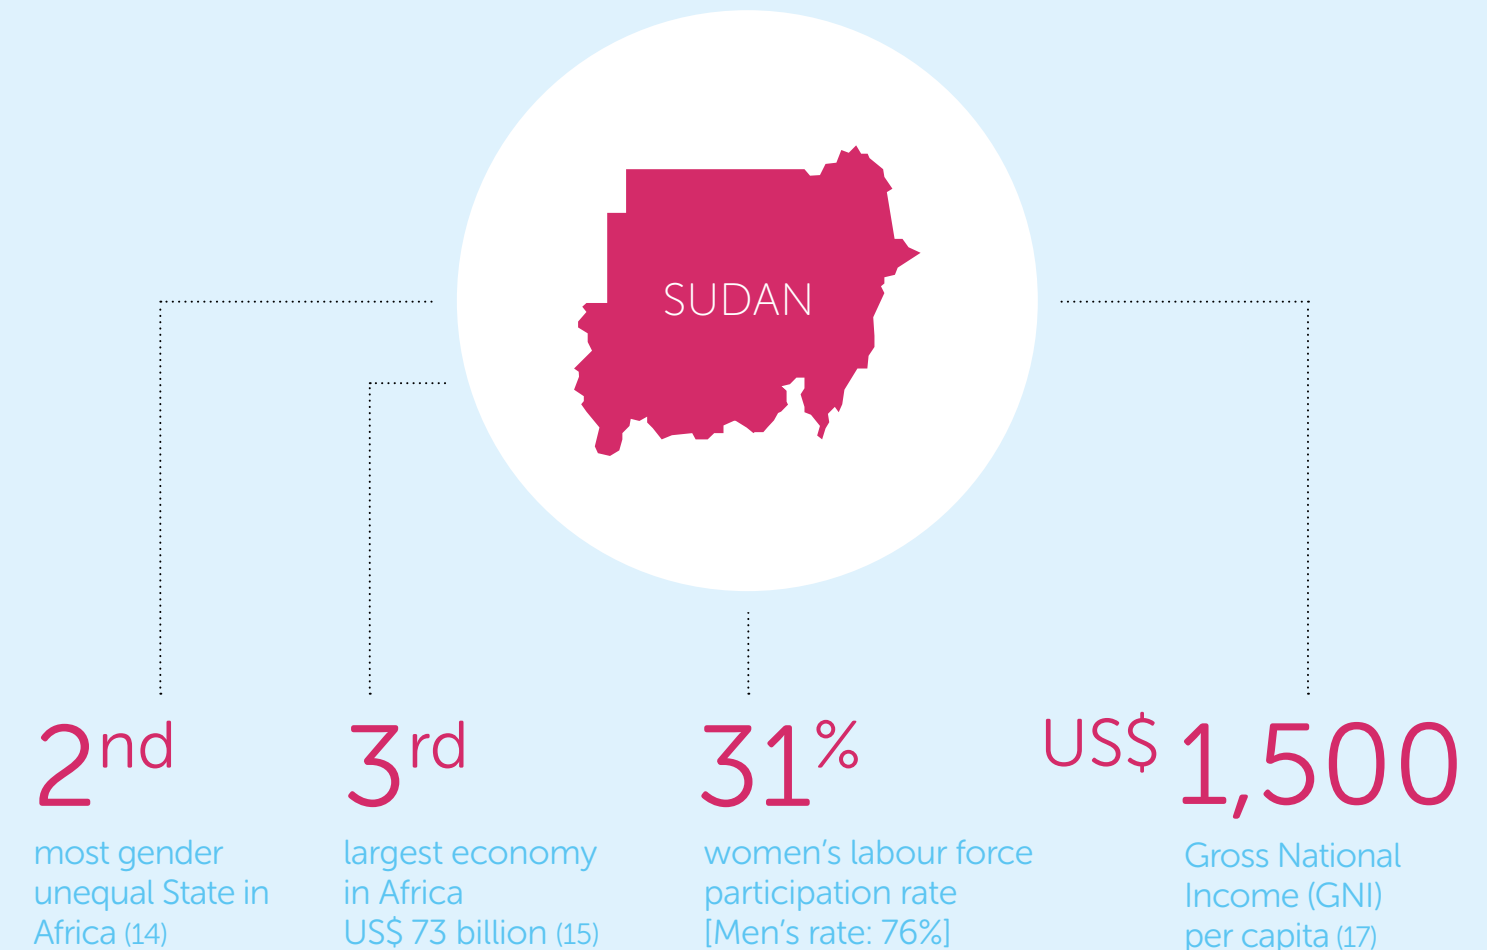 SUDAN
2nd
most gender
unequal State in
Africa (14)
3rd
largest economy
in Africa
US$ 73 billion (15)
31%
women's labour force
participation rate
[Men's rate: 76%]
US$ 1,500
Gross National
Income (GNI)
per capita (17)